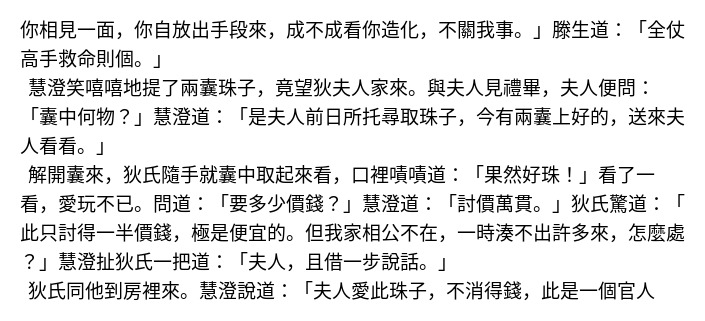 你相見一面，你自放出手段來，成不成看你造化，不關我事。」滕生道：「全仗
高手救命則個。」
慧澄笑嘻嘻地提了兩囊珠子，竟望狄夫人家來。與夫人見禮畢，夫人便問：
「囊中何物？」慧澄道：「是夫人前日所托尋取珠子，今有兩囊上好的，送來夫
人看看。」
解開囊來，狄氏隨手就囊中取起來看，口裡嘖嘖道：「果然好珠！」看了一
看，愛玩不已。問道：「要多少價錢？」慧澄道：「討價萬貫。」狄氏驚道：「
此只討得一半價錢，極是便宜的。但我家相公不在，一時湊不出許多來，怎麼處
？」慧澄扯狄氏一把道：「夫人，且借一步說話。」
狄氏同他到房裡來。慧澄說道：「夫人愛此珠子，不消得錢，此是一個官人